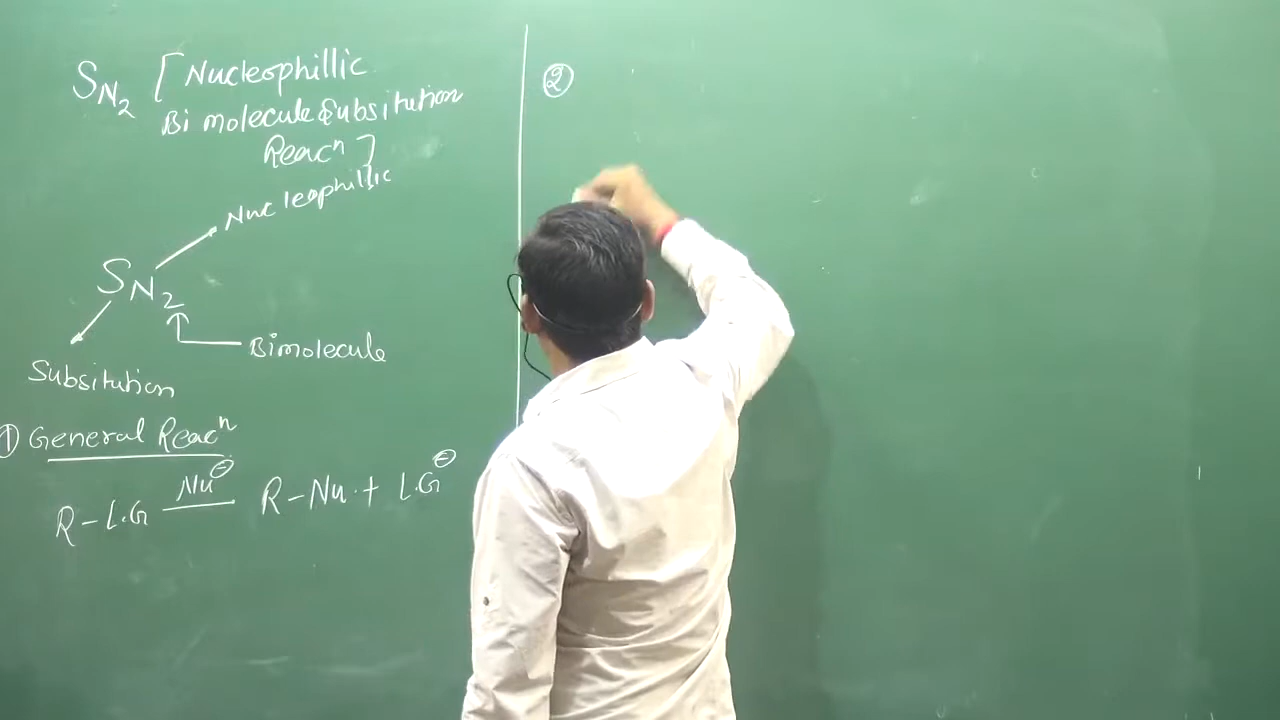 SN2 [Nucleophillic
Bi molecule Subsitution
Reacn]
Nucleophillic
SN2
Bimolecule
Subsitution
① General Reacn
Nu⊖
R-L.G — R-Nu + L.G⊖
②